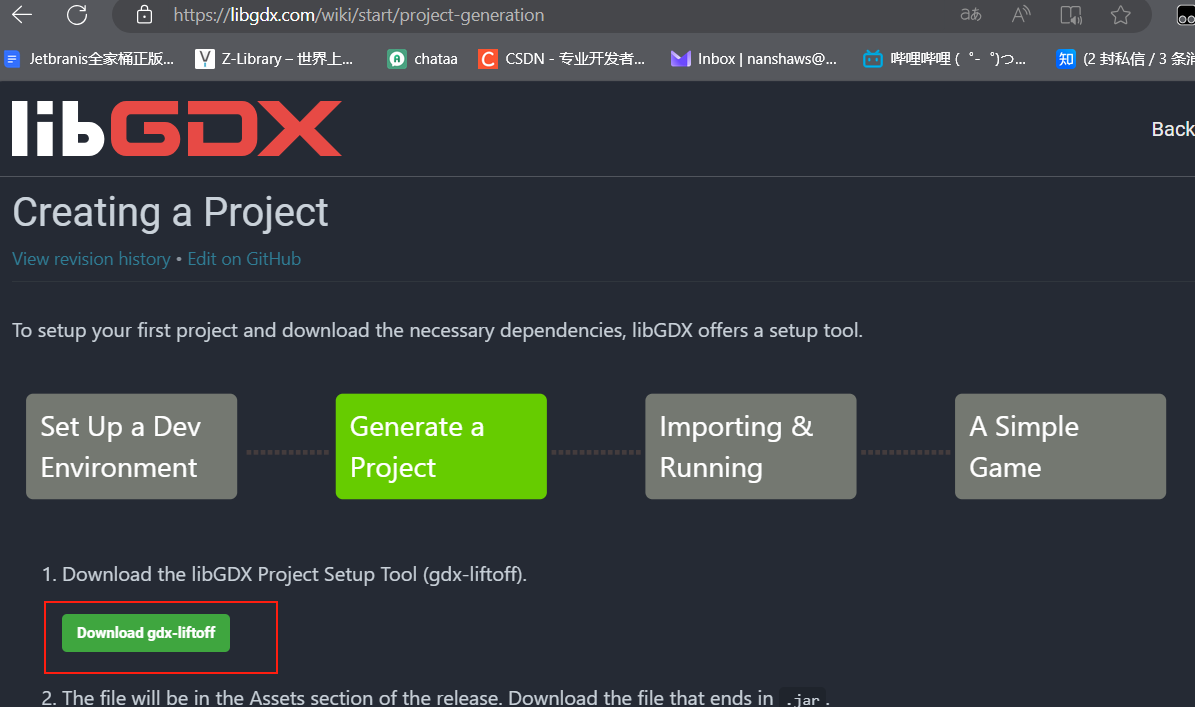 https://libgdx.com/wiki/start/project-generation
Jetbranis全家桶正版... Z-Library – 世界上... chataa CSDN - 专业开发者... Inbox | nanshaws@... 哔哩哔哩 (゜-゜)つ... (2 封私信 / 3 条消
libGDX
Back
Creating a Project
View revision history • Edit on GitHub
To setup your first project and download the necessary dependencies, libGDX offers a setup tool.
Set Up a Dev
Environment
Generate a
Project
Importing &
Running
A Simple
Game
1. Download the libGDX Project Setup Tool (gdx-liftoff).
Download gdx-liftoff
2. The file will be in the Assets section of the release. Download the file that ends in .jar.